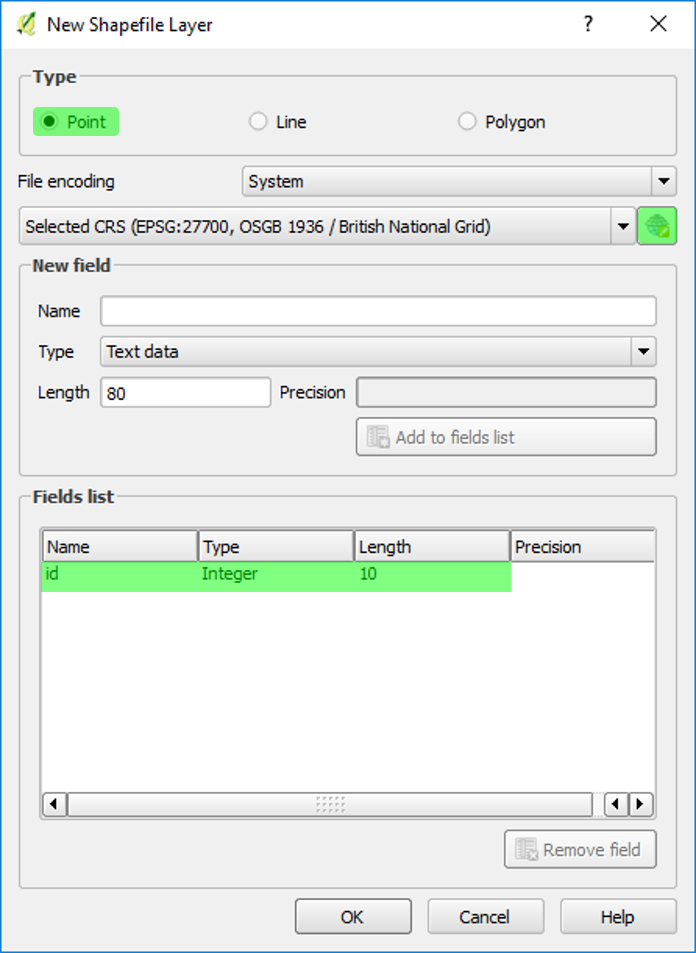 New Shapefile Layer ?
Type
Point Line Polygon
File encoding System
Selected CRS (EPSG:27700, OSGB 1936 / British National Grid)
New field
Name
Type Text data
Length 80 Precision
Add to fields list
Fields list
Name Type Length Precision
id Integer 10
Remove field
OK Cancel Help